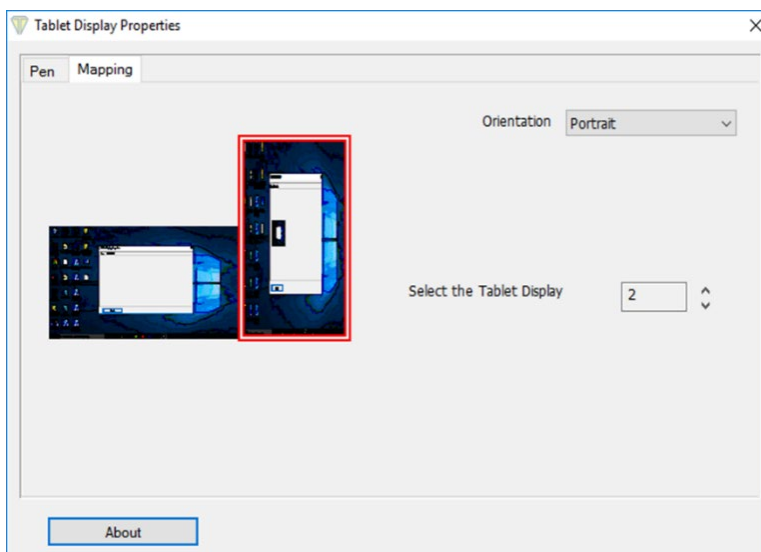 Tablet Display Properties
Pen
Mapping
Orientation
Portrait
Select the Tablet Display
2
About